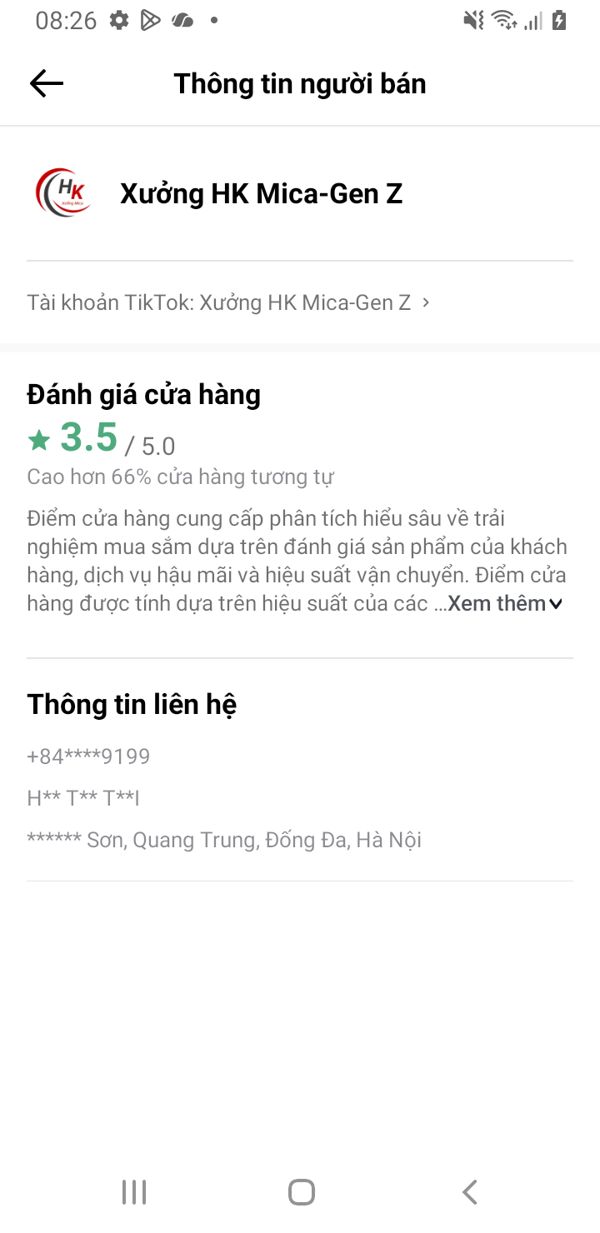 08:26
Thông tin người bán
HK
Xưởng Mica
Xưởng HK Mica-Gen Z
Tài khoản TikTok: Xưởng HK Mica-Gen Z
Đánh giá cửa hàng
3.5 / 5.0
Cao hơn 66% cửa hàng tương tự
Điểm cửa hàng cung cấp phân tích hiểu sâu về trải
nghiệm mua sắm dựa trên đánh giá sản phẩm của khách
hàng, dịch vụ hậu mãi và hiệu suất vận chuyển. Điểm cửa
hàng được tính dựa trên hiệu suất của các ...Xem thêm
Thông tin liên hệ
+84****9199
H** T** T**I
****** Sơn, Quang Trung, Đống Đa, Hà Nội